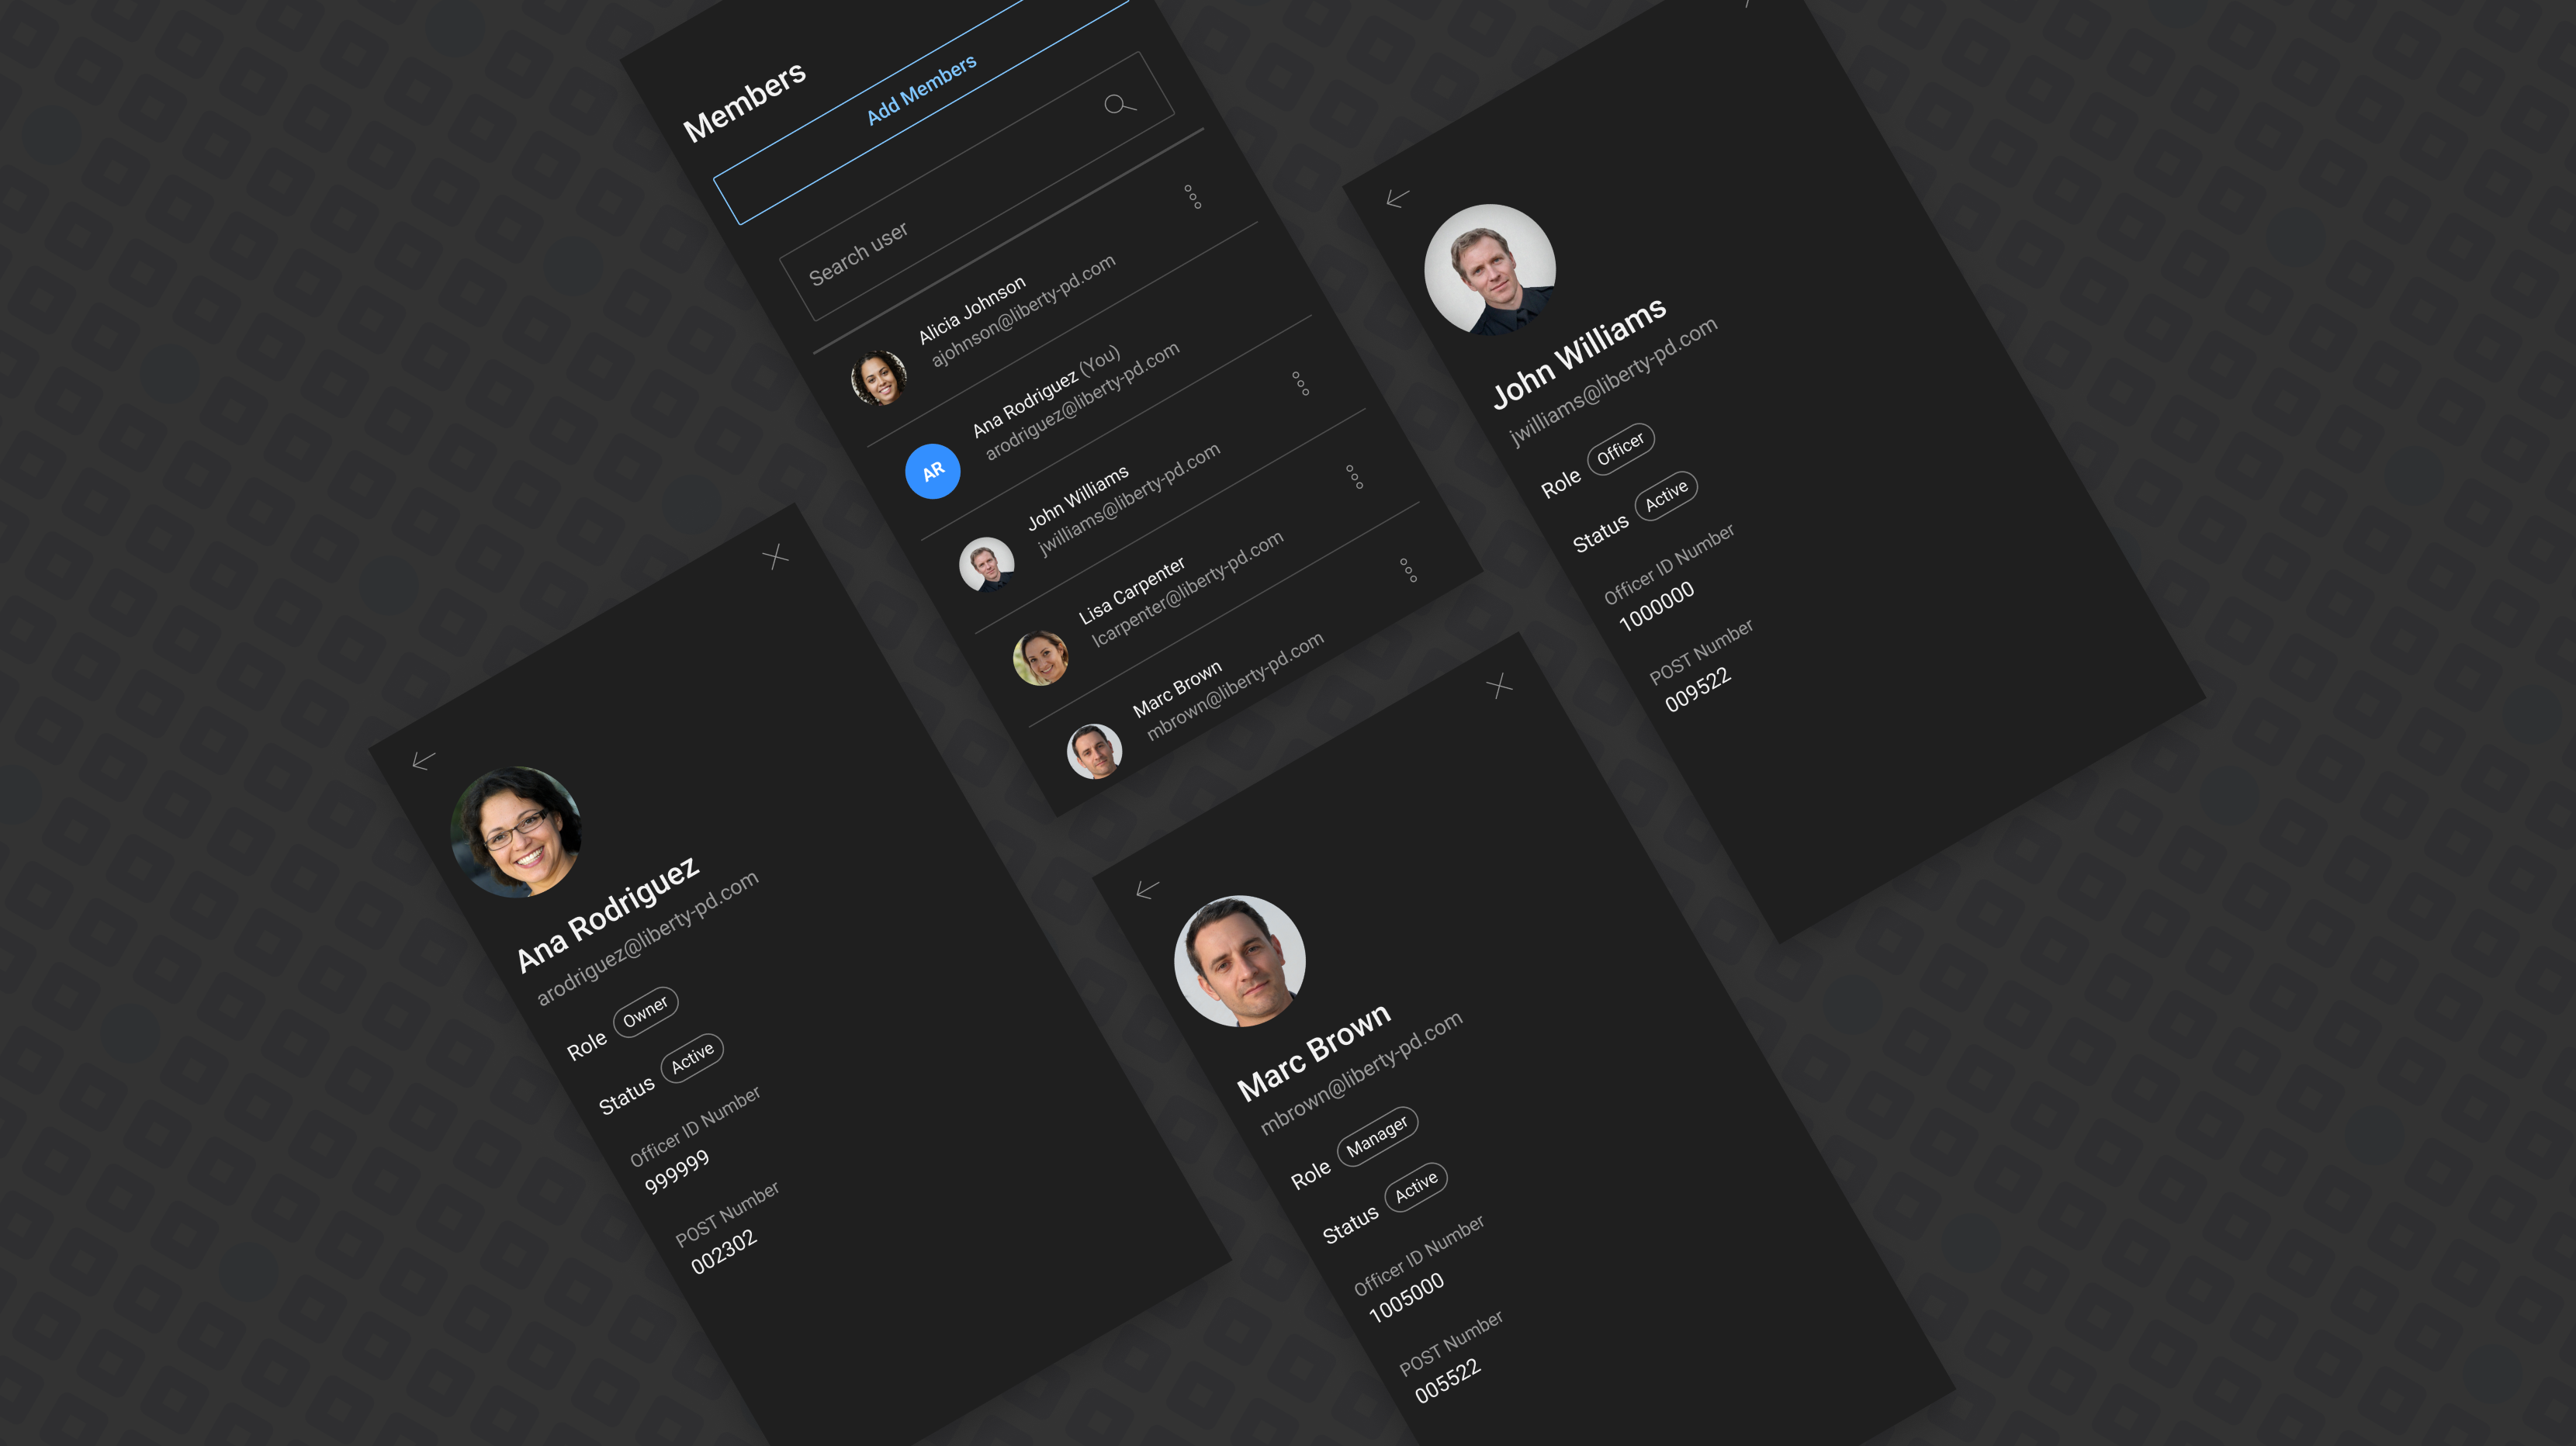 Members
Add Members
Search user
Alicia Johnson
ajohnson@liberty-pd.com
AR
Ana Rodriguez (You)
arodriguez@liberty-pd.com
John Williams
jwilliams@liberty-pd.com
Lisa Carpenter
lcarpenter@liberty-pd.com
Marc Brown
mbrown@liberty-pd.com
John Williams
jwilliams@liberty-pd.com
Role Officer
Status Active
Officer ID Number
1000000
POST Number
009522
Ana Rodriguez
arodriguez@liberty-pd.com
Role Owner
Status Active
Officer ID Number
999999
POST Number
002302
Marc Brown
mbrown@liberty-pd.com
Role Manager
Status Active
Officer ID Number
1005000
POST Number
005522